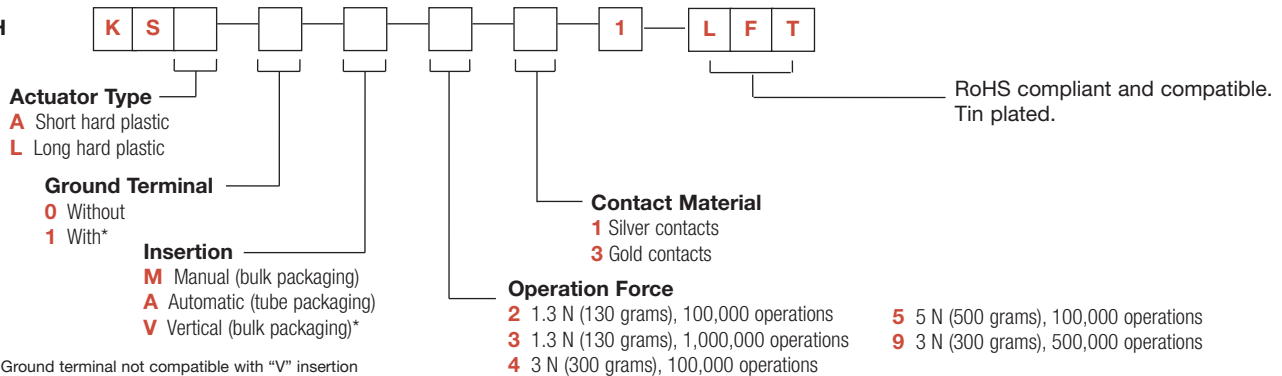 H
K S 1 L F T
RoHS compliant and compatible.
Tin plated.
Actuator Type
A Short hard plastic
L Long hard plastic
Ground Terminal
0 Without
1 With*
Insertion
M Manual (bulk packaging)
A Automatic (tube packaging)
V Vertical (bulk packaging)*
Ground terminal not compatible with “V” insertion
Contact Material
1 Silver contacts
3 Gold contacts
Operation Force
2 1.3 N (130 grams), 100,000 operations
3 1.3 N (130 grams), 1,000,000 operations
4 3 N (300 grams), 100,000 operations
5 5 N (500 grams), 100,000 operations
9 3 N (300 grams), 500,000 operations